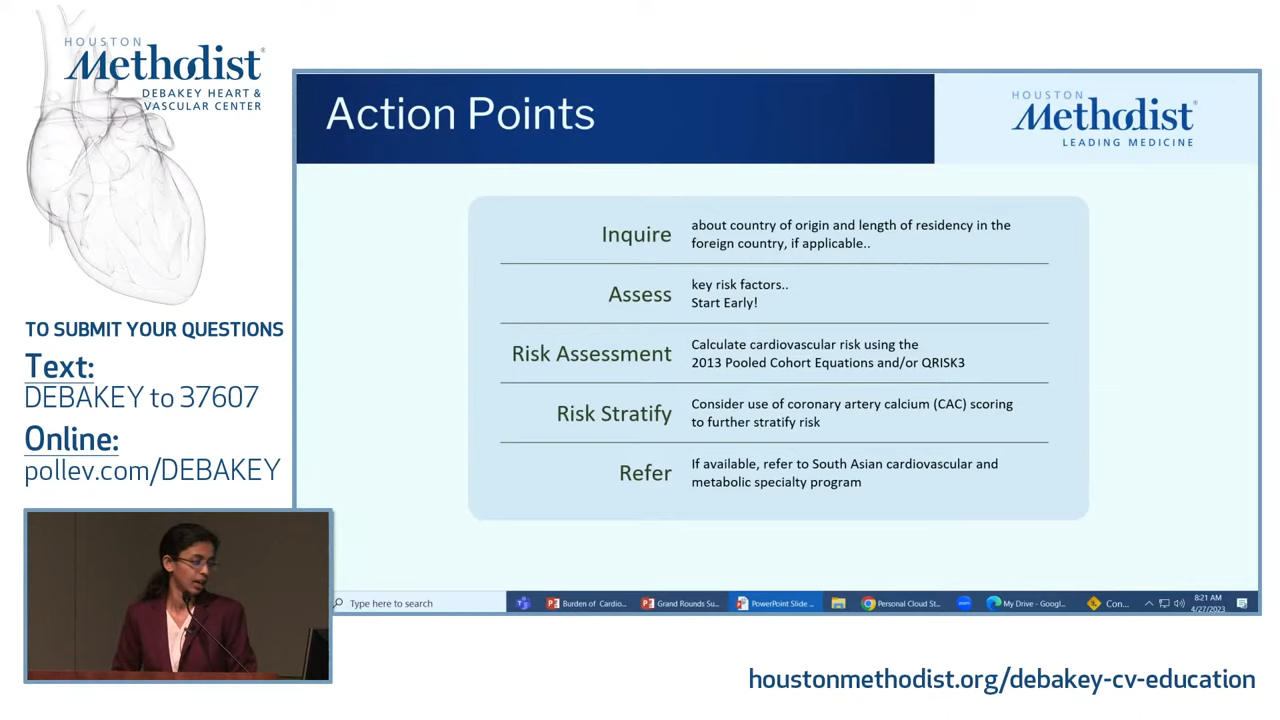 HOUSTON
Methodist®
DEBAKEY HEART &
VASCULAR CENTER
TO SUBMIT YOUR QUESTIONS
Text:
DEBAKEY to 37607
Online:
pollev.com/DEBAKEY
Action Points
HOUSTON
Methodist®
LEADING MEDICINE
Inquire
about country of origin and length of residency in the
foreign country, if applicable..
Assess
key risk factors..
Start Early!
Risk Assessment
Calculate cardiovascular risk using the
2013 Pooled Cohort Equations and/or QRISK3
Risk Stratify
Consider use of coronary artery calcium (CAC) scoring
to further stratify risk
Refer
If available, refer to South Asian cardiovascular and
metabolic specialty program
Type here to search
Burden of Cardio...
Grand Rounds Su...
PowerPoint Slide ...
Personal Cloud St...
My Drive - Googl...
Con...
8:21 AM
4/27/2023
houstonmethodist.org/debakey-cv-education